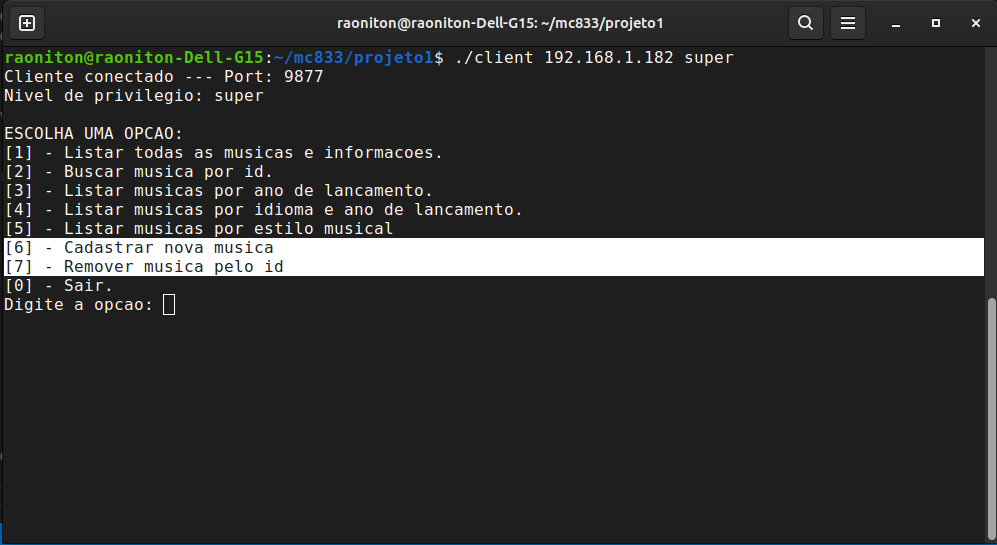 raoniton@raoniton-Dell-G15: ~/mc833/projeto1
raoniton@raoniton-Dell-G15:~/mc833/projeto1$ ./client 192.168.1.182 super
Cliente conectado --- Port: 9877
Nivel de privilegio: super
ESCOLHA UMA OPCAO:
[1] - Listar todas as musicas e informacoes.
[2] - Buscar musica por id.
[3] - Listar musicas por ano de lancamento.
[4] - Listar musicas por idioma e ano de lancamento.
[5] - Listar musicas por estilo musical
[6] - Cadastrar nova musica
[7] - Remover musica pelo id
[0] - Sair.
Digite a opcao: